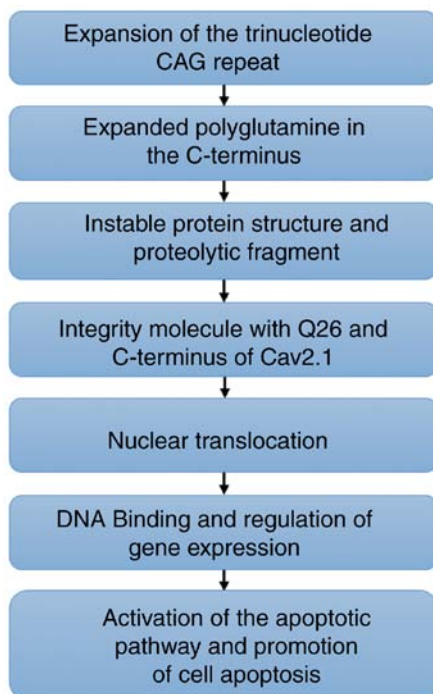 Expansion of the trinucleotide
CAG repeat
Expanded polyglutamine in
the C-terminus
Instable protein structure and
proteolytic fragment
Integrity molecule with Q26 and
C-terminus of Cav2.1
Nuclear translocation
DNA Binding and regulation of
gene expression
Activation of the apoptotic
pathway and promotion
of cell apoptosis